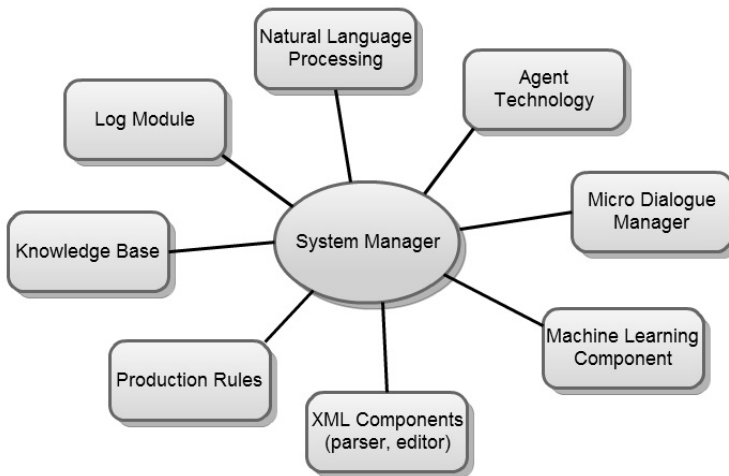 Natural Language
Processing
Agent
Technology
Log Module
Micro Dialogue
Manager
System Manager
Knowledge Base
Machine Learning
Component
Production Rules
XML Components
(parser, editor)